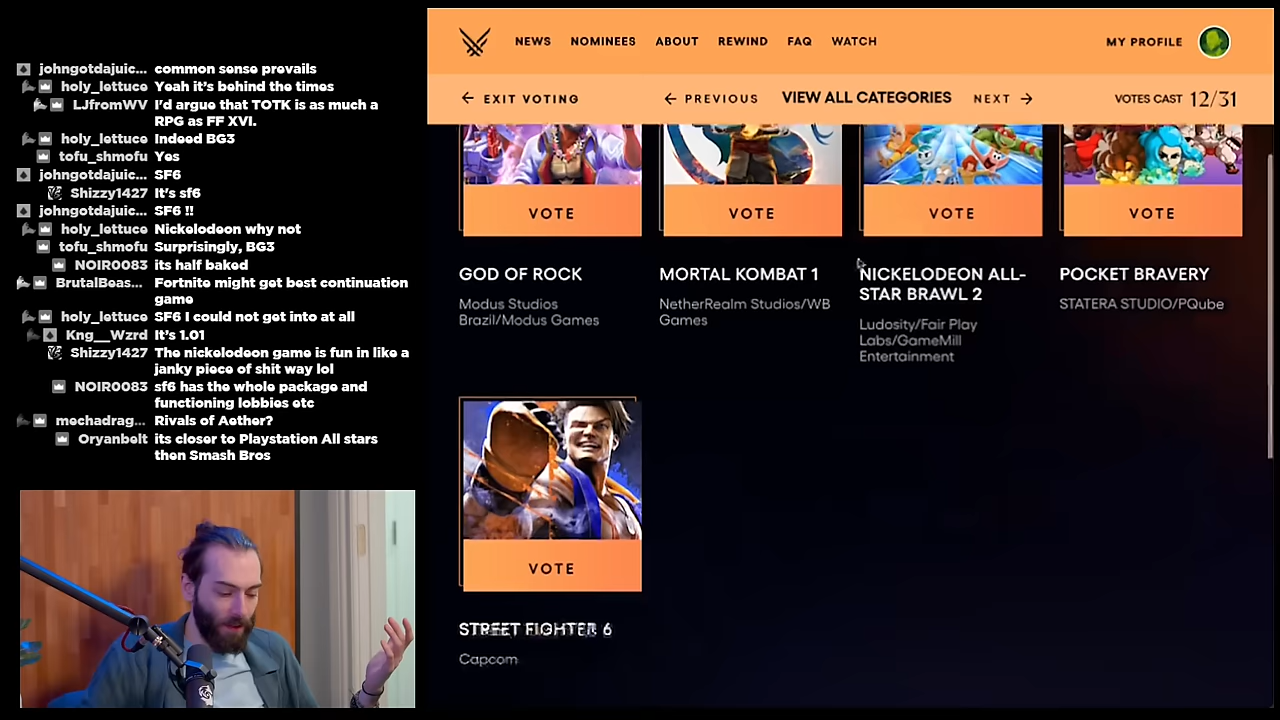 johngotdajuic... common sense prevails
holy_lettuce Yeah it's behind the times
LJfromWV I'd argue that TOTK is as much a
RPG as FF XVI.
holy_lettuce Indeed BG3
tofu_shmofu Yes
johngotdajuic... SF6
Shizzy1427 It's sf6
johngotdajuic... SF6 !!
holy_lettuce Nickelodeon why not
tofu_shmofu Surprisingly, BG3
NOIR0083 its half baked
BrutalBeas... Fortnite might get best continuation
game
holy_lettuce SF6 I could not get into at all
Kng__Wzrd It's 1.01
Shizzy1427 The nickelodeon game is fun in like a
janky piece of shit way lol
NOIR0083 sf6 has the whole package and
functioning lobbies etc
mechadrag... Rivals of Aether?
Oryanbelt its closer to Playstation All stars
then Smash Bros
NEWS NOMINEES ABOUT REWIND FAQ WATCH MY PROFILE
← EXIT VOTING ← PREVIOUS VIEW ALL CATEGORIES NEXT → VOTES CAST 12/31
VOTE VOTE VOTE VOTE
GOD OF ROCK
Modus Studios
Brazil/Modus Games
MORTAL KOMBAT 1
NetherRealm Studios/WB
Games
NICKELODEON ALL-
STAR BRAWL 2
Ludosity/Fair Play
Labs/GameMill
Entertainment
POCKET BRAVERY
STATERA STUDIO/PQube
VOTE
STREET FIGHTER 6
Capcom